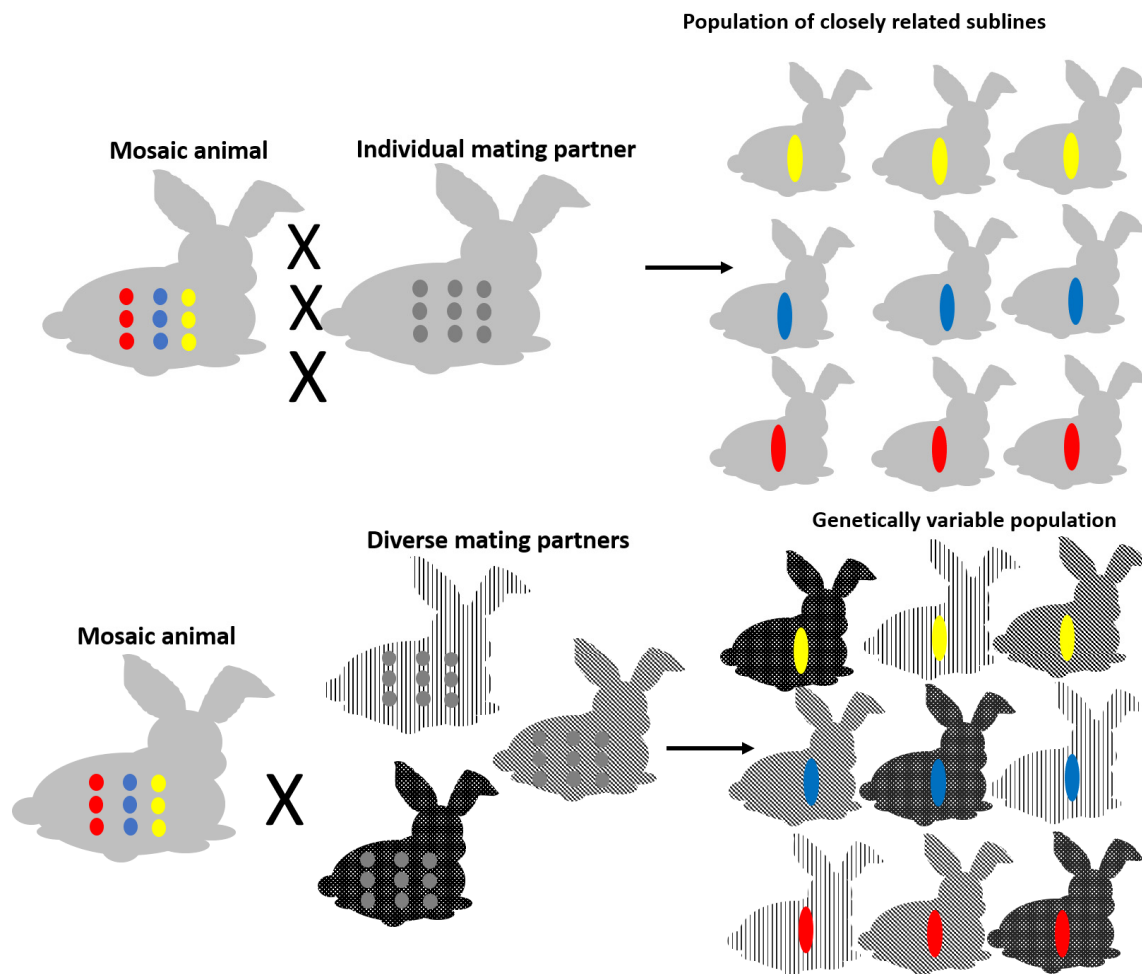 Population of closely related sublines
Mosaic animal
Individual mating partner
X
X
X
Genetically variable population
Diverse mating partners
Mosaic animal
X